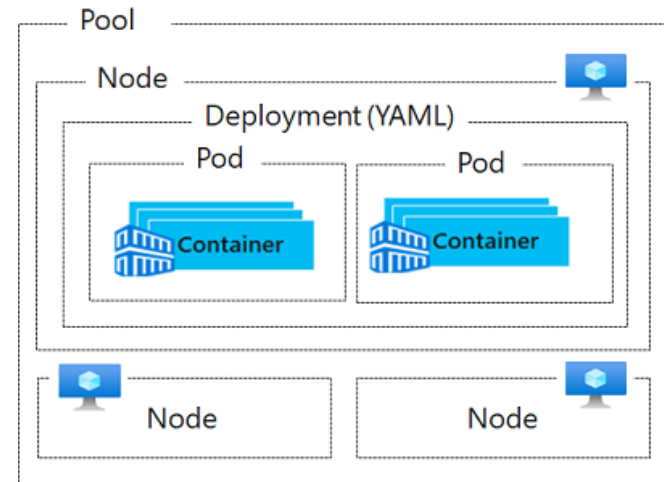 Pool
Node
Deployment (YAML)
Pod
Pod
Container
Container
Node
Node